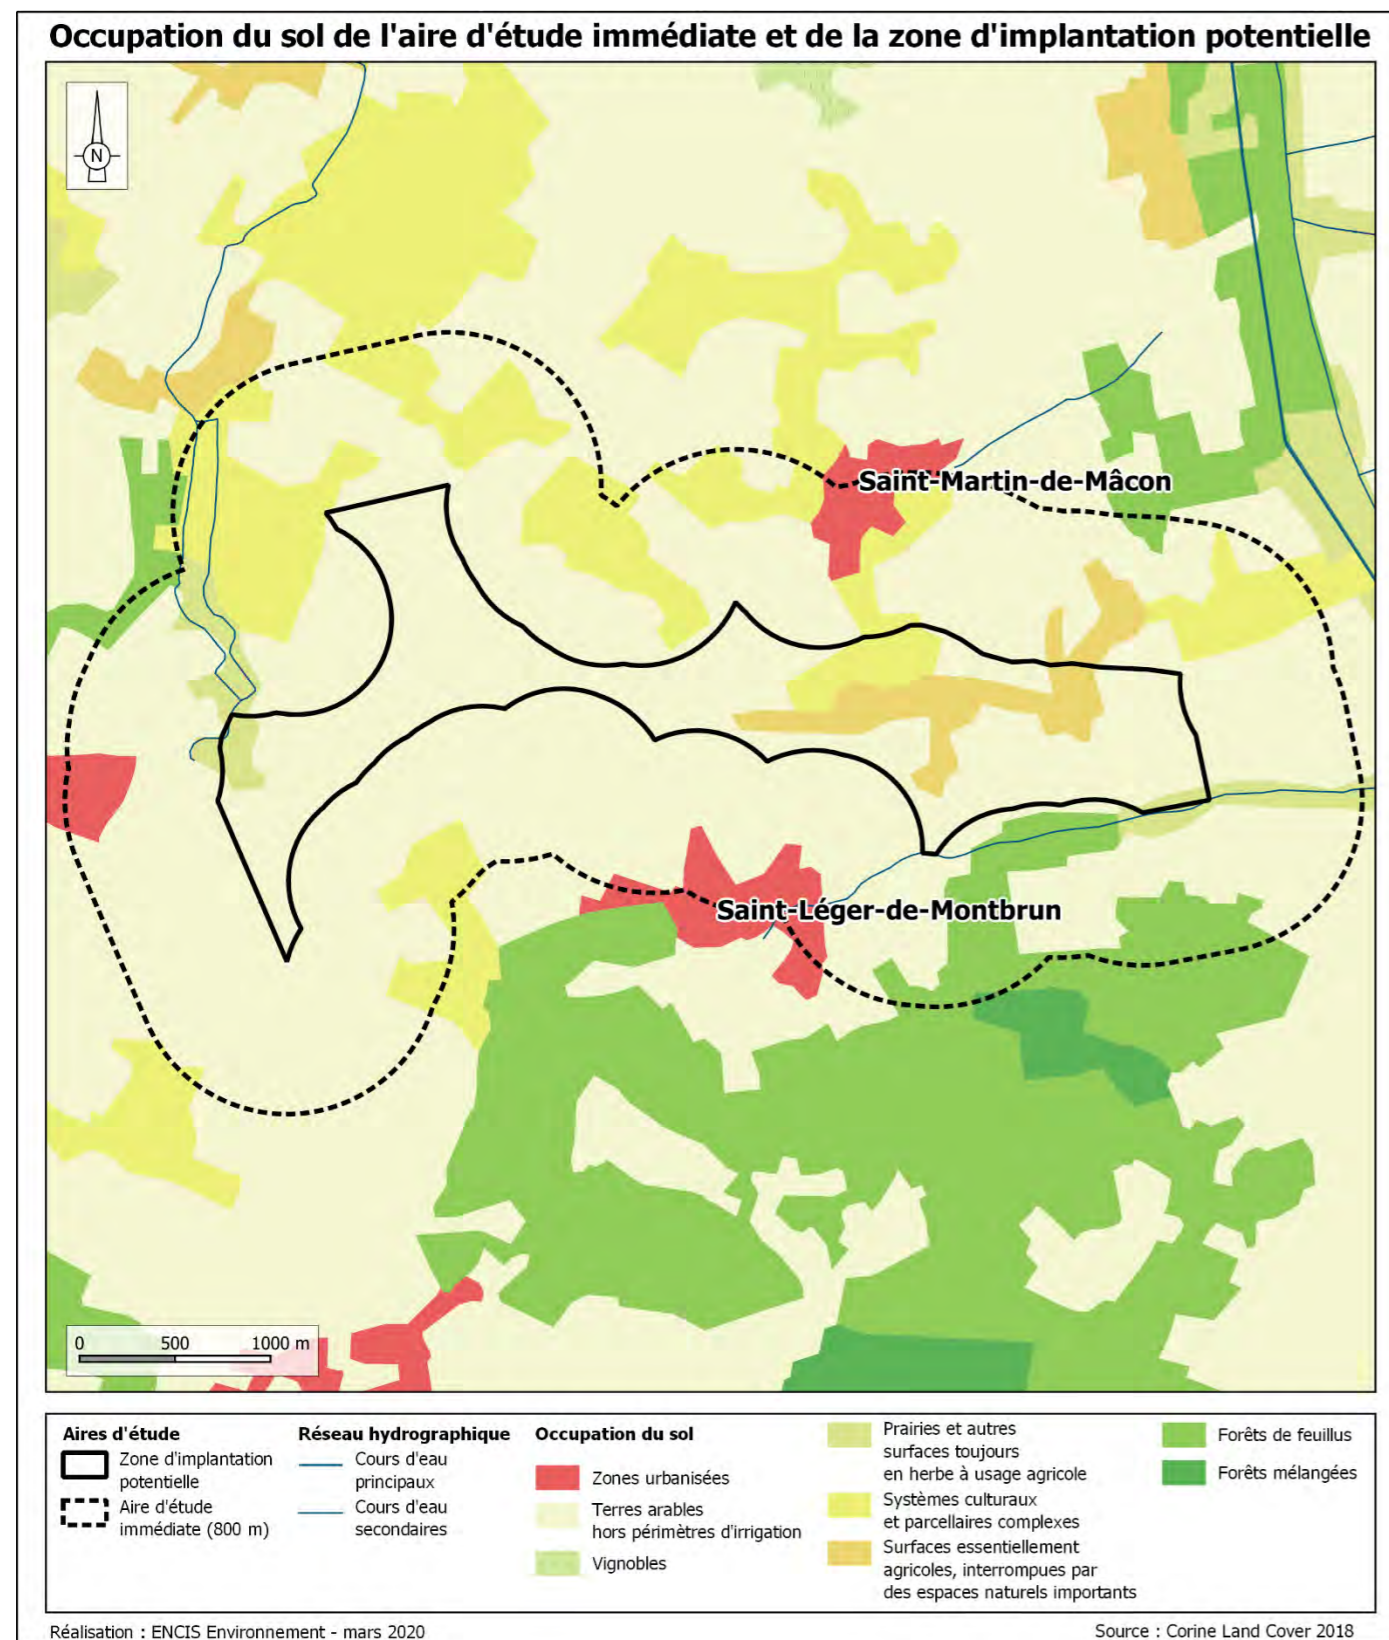 Occupation du sol de l'aire d'étude immédiate et de la zone d'implantation potentielle
N
Saint-Martin-de-Mâcon
Saint-Léger-de-Montbrun
0 500 1000 m
Aires d'étude
Zone d'implantation
potentielle
Aire d'étude
immédiate (800 m)
Réseau hydrographique
Cours d'eau
principaux
Cours d'eau
secondaires
Occupation du sol
Zones urbanisées
Terres arables
hors périmètres d'irrigation
Vignobles
Prairies et autres
surfaces toujours
en herbe à usage agricole
Systèmes culturaux
et parcellaires complexes
Surfaces essentiellement
agricoles, interrompues par
des espaces naturels importants
Forêts de feuillus
Forêts mélangées
Réalisation : ENCIS Environnement - mars 2020
Source : Corine Land Cover 2018